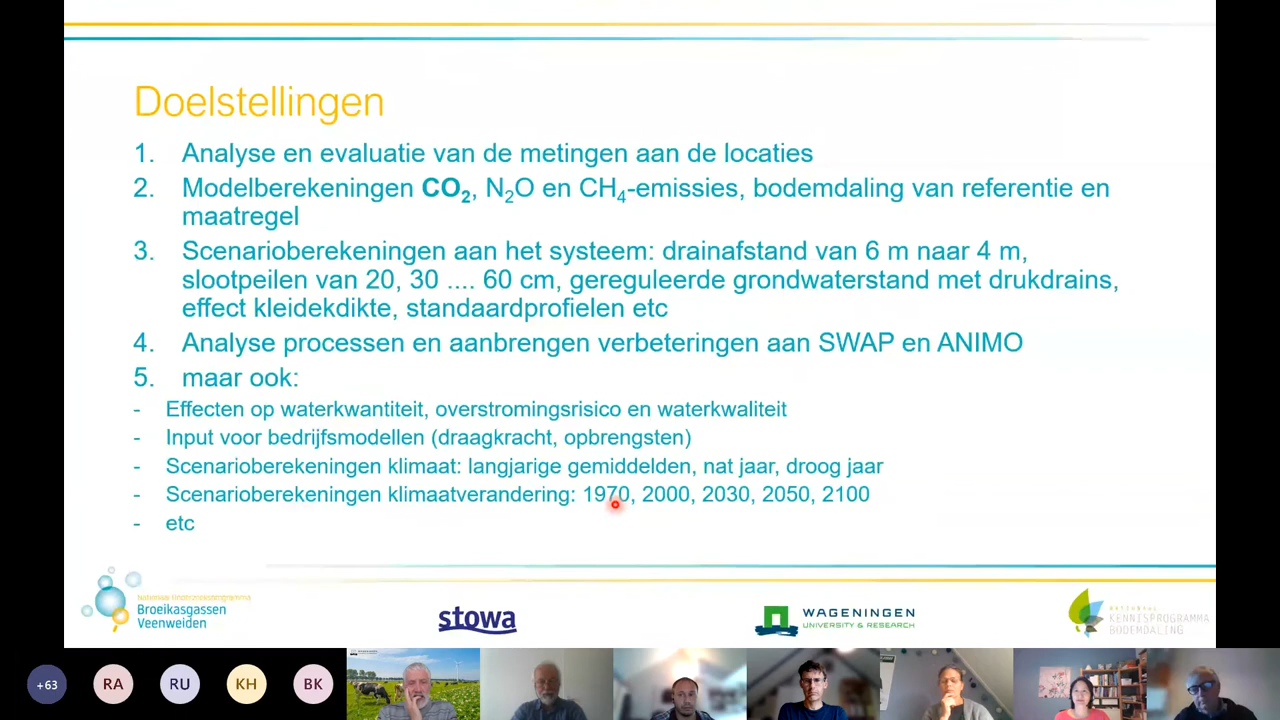 Doelstellingen
1. Analyse en evaluatie van de metingen aan de locaties
2. Modelberekeningen CO₂, N₂O en CH₄-emissies, bodemdaling van referentie en
maatregel
3. Scenarioberekeningen aan het systeem: drainafstand van 6 m naar 4 m,
slootpeilen van 20, 30 .... 60 cm, gereguleerde grondwaterstand met drukdrains,
effect kleidekdikte, standaardprofielen etc
4. Analyse processen en aanbrengen verbeteringen aan SWAP en ANIMO
5. maar ook:
- Effecten op waterkwantiteit, overstromingsrisico en waterkwaliteit
- Input voor bedrijfsmodellen (draagkracht, opbrengsten)
- Scenarioberekeningen klimaat: langjarige gemiddelden, nat jaar, droog jaar
- Scenarioberekeningen klimaatverandering: 1970, 2000, 2030, 2050, 2100
- etc
Nationaal Onderzoeksprogramma
Broeikasgassen
Veenweiden
stowa
WAGENINGEN
UNIVERSITY & RESEARCH
NATIONAAL
KENNISPROGRAMMA
BODEMDALING
+63
RA
RU
KH
BK